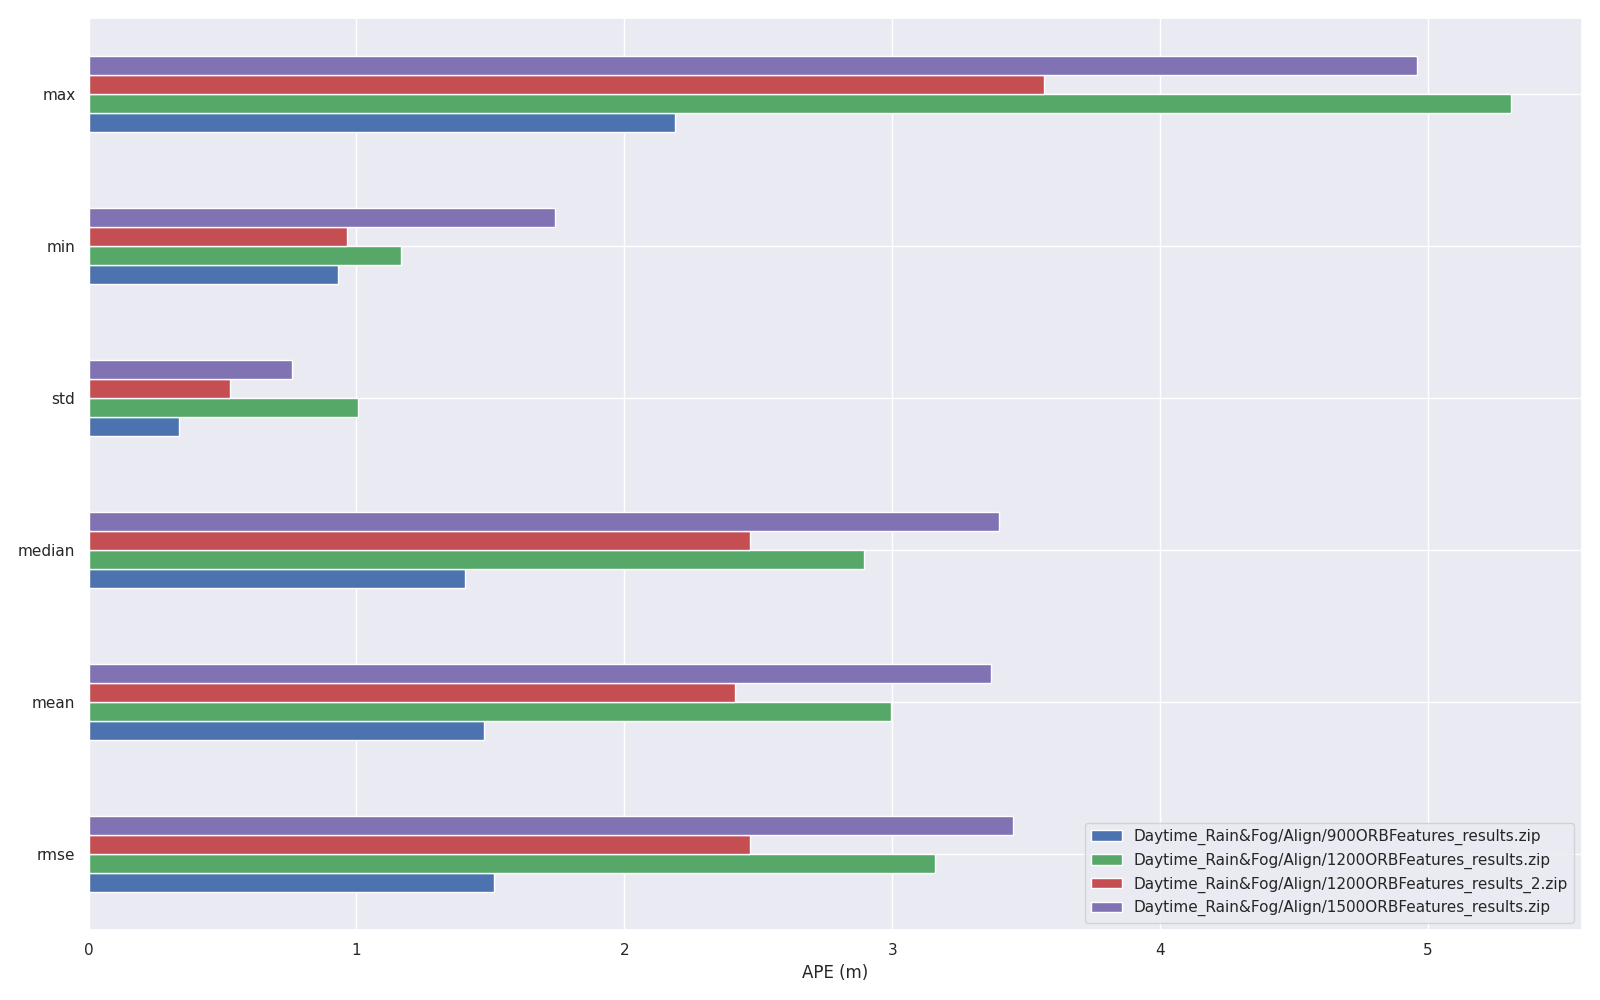 max
min
std
median
mean
rmse
Daytime_Rain&Fog/Align/900ORBFeatures_results.zip
Daytime_Rain&Fog/Align/1200ORBFeatures_results.zip
Daytime_Rain&Fog/Align/1200ORBFeatures_results_2.zip
Daytime_Rain&Fog/Align/1500ORBFeatures_results.zip
0 1 2 3 4 5
APE (m)